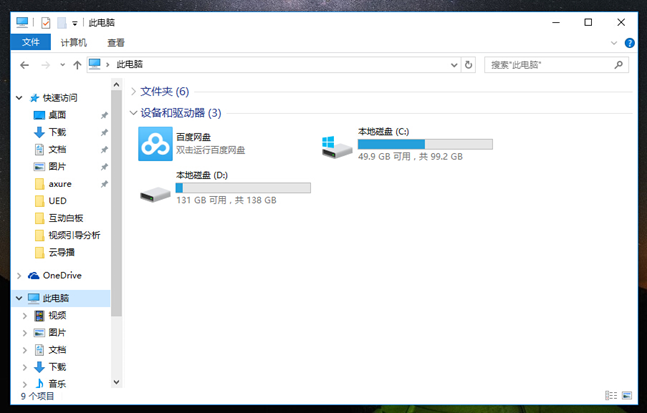 此电脑
文件 计算机 查看
此电脑 搜索"此电脑"
快速访问
桌面
下载
文档
图片
axure
UED
互动白板
视频引导分析
云导播
OneDrive
此电脑
视频
图片
文档
下载
音乐
文件夹 (6)
设备和驱动器 (3)
百度网盘
双击运行百度网盘
本地磁盘 (C:)
49.9 GB 可用，共 99.2 GB
本地磁盘 (D:)
131 GB 可用，共 138 GB
9 个项目